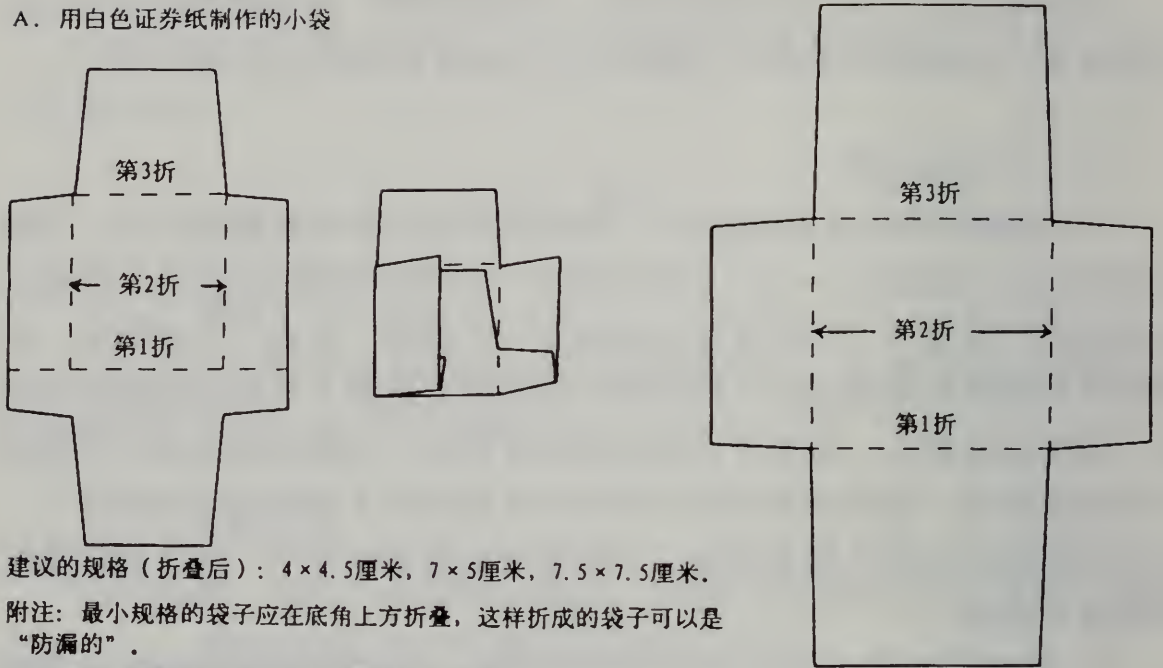 A. 用白色证券纸制作的小袋
第3折
第2折
第1折
第3折
第2折
第1折
建议的规格（折叠后）：4×4.5厘米，7×5厘米，7.5×7.5厘米．
附注：最小规格的袋子应在底角上方折叠，这样折成的袋子可以是
“防漏的”．